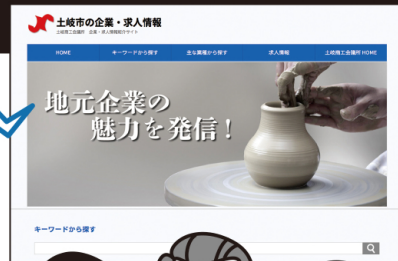 土岐市の企業・求人情報
土岐商工会議所 企業・求人情報紹介サイト
HOME キーワードから探す 主な業種から探す 求人情報 土岐商工会議所 HOME
地元企業の
魅力を発信！
キーワードから探す